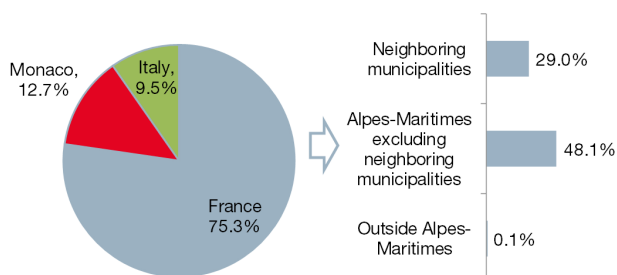 Monaco,
12.7%
Italy,
9.5%
France
75.3%
Neighboring
municipalities
29.0%
Alpes-Maritimes
excluding
neighboring
municipalities
48.1%
Outside Alpes-
Maritimes
0.1%